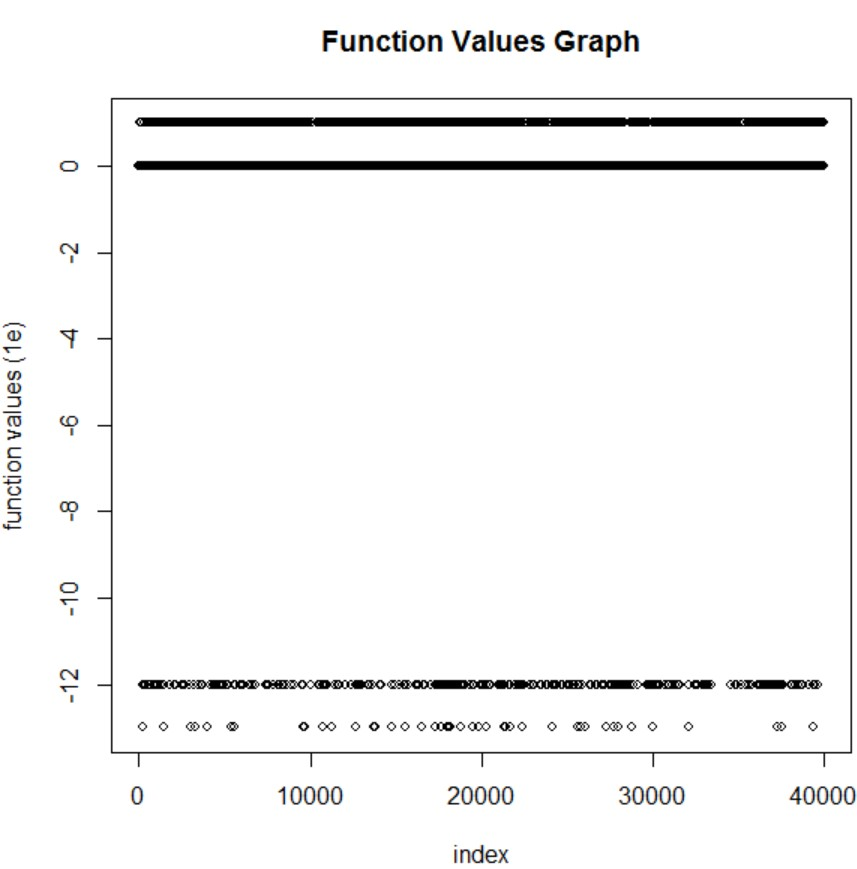 Function Values Graph
function values (1e)
0
-2
-4
-6
-8
-10
-12
0 10000 20000 30000 40000
index